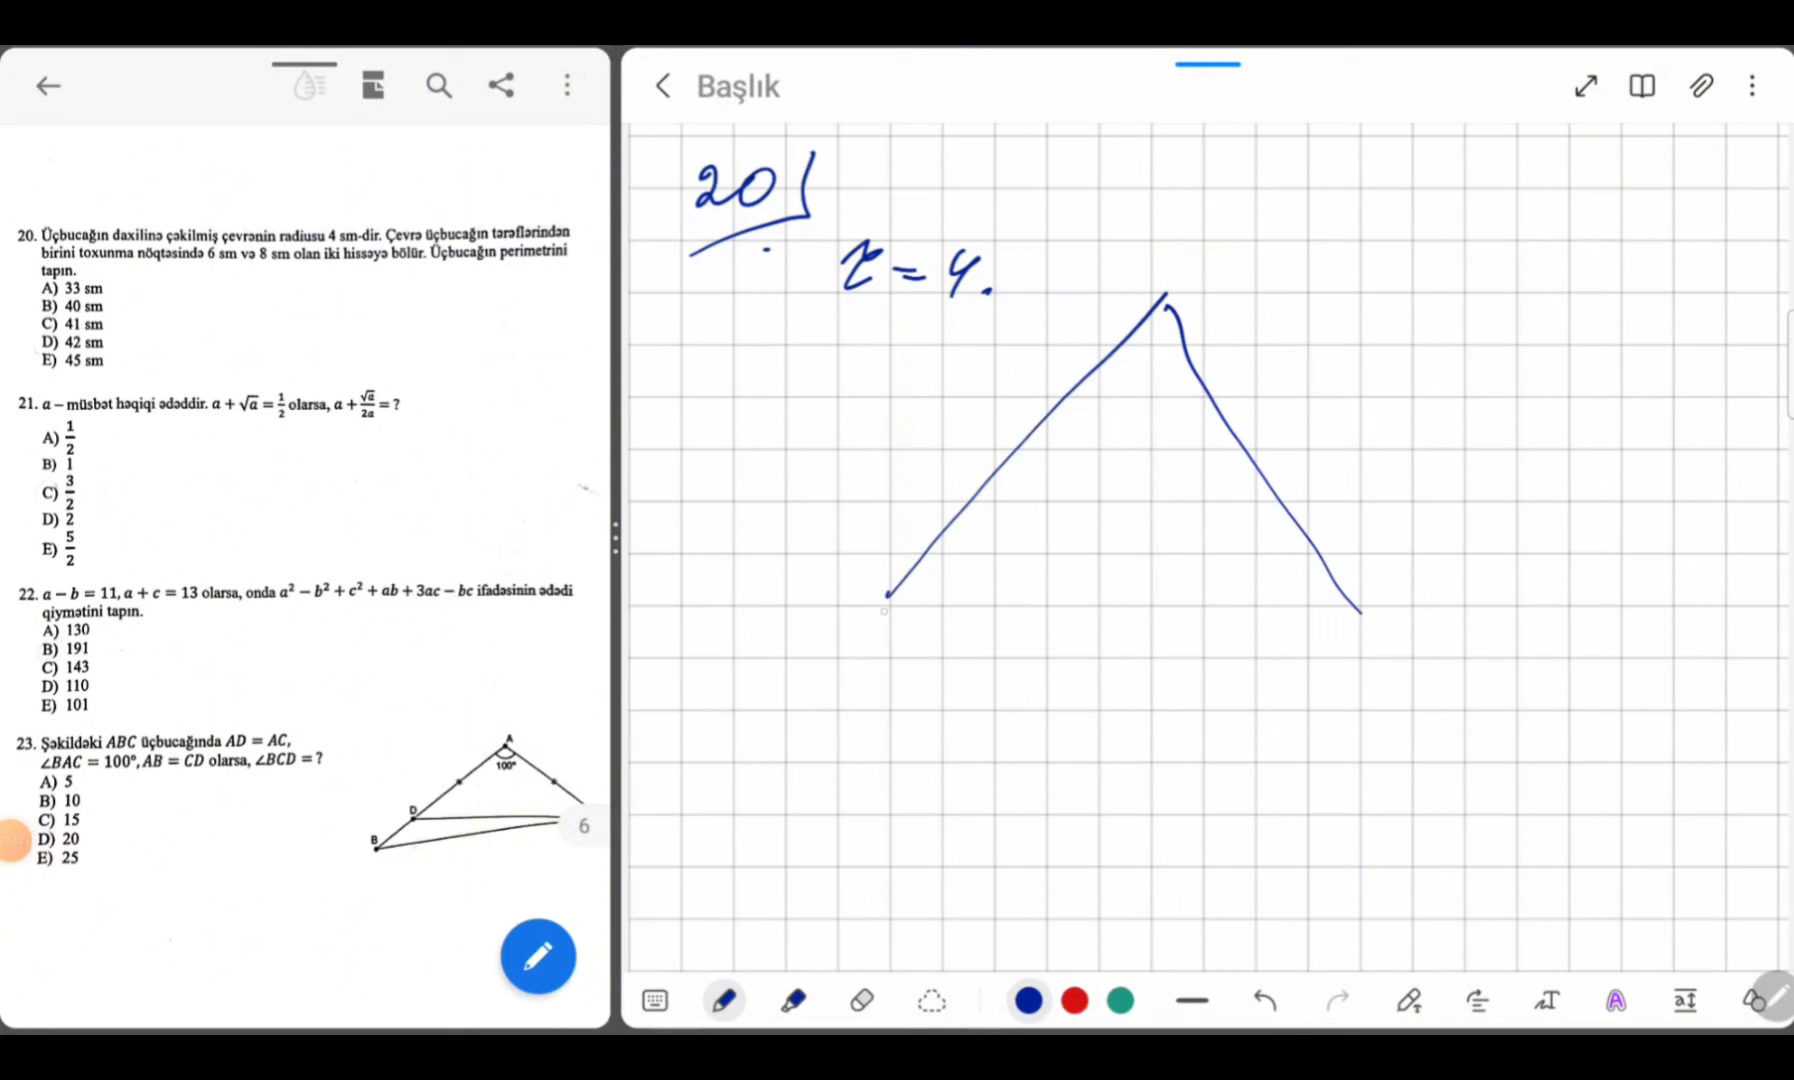 Başlık
20. Üçbucağın daxilinə çəkilmiş çevrənin radiusu 4 sm-dir. Çevrə üçbucağın tərəflərindən
birini toxunma nöqtəsində 6 sm və 8 sm olan iki hissəyə bölür. Üçbucağın perimetrini
tapın.
A) 33 sm
B) 40 sm
C) 41 sm
D) 42 sm
E) 45 sm
21. a – müsbət həqiqi ədəddir. a + √a = 1/2 olarsa, a + √a/2a = ?
A) 1/2
B) 1
C) 3/2
D) 2
E) 5/2
22. a − b = 11, a + c = 13 olarsa, onda a² − b² + c² + ab + 3ac − bc ifadəsinin ədədi
qiymətini tapın.
A) 130
B) 191
C) 143
D) 110
E) 101
23. Şəkildəki ABC üçbucağında AD = AC,
∠BAC = 100°, AB = CD olarsa, ∠BCD = ?
A) 5
B) 10
C) 15
D) 20
E) 25
A
100°
D
B
6
20
r = 4.